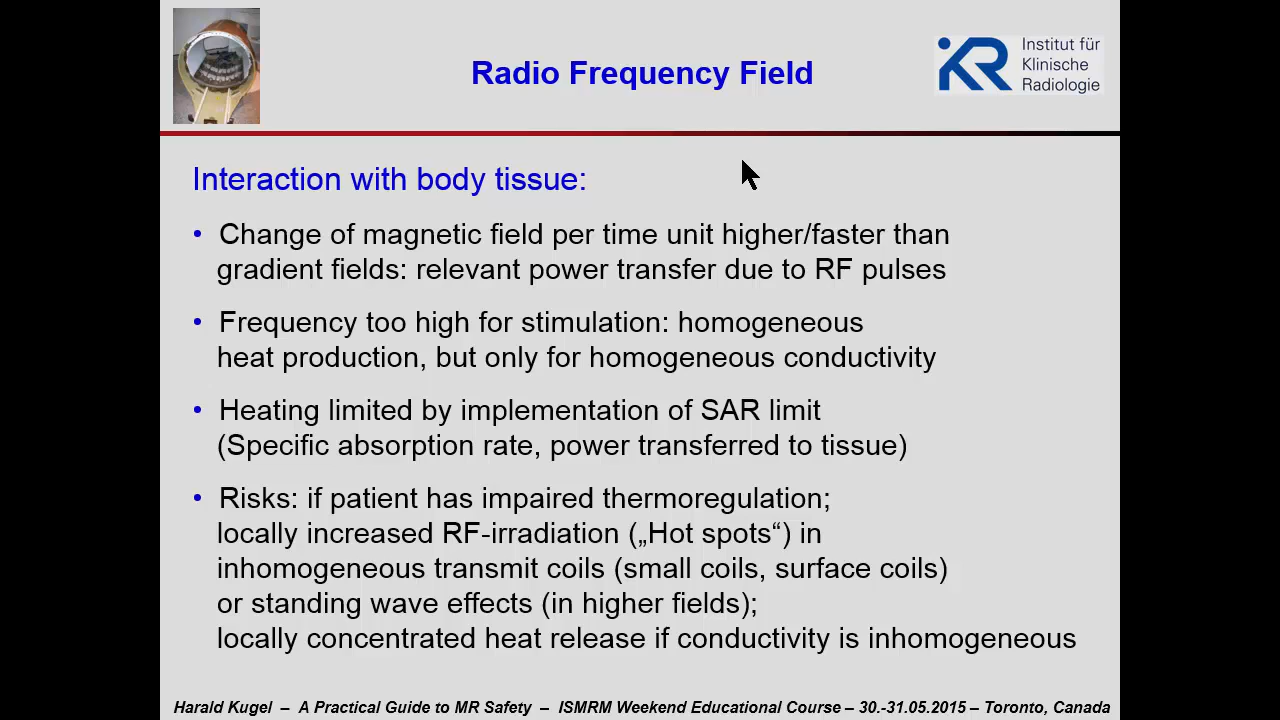 Radio Frequency Field
iKR
Institut für
Klinische
Radiologie
Interaction with body tissue:
• Change of magnetic field per time unit higher/faster than
gradient fields: relevant power transfer due to RF pulses
• Frequency too high for stimulation: homogeneous
heat production, but only for homogeneous conductivity
• Heating limited by implementation of SAR limit
(Specific absorption rate, power transferred to tissue)
• Risks: if patient has impaired thermoregulation;
locally increased RF-irradiation („Hot spots“) in
inhomogeneous transmit coils (small coils, surface coils)
or standing wave effects (in higher fields);
locally concentrated heat release if conductivity is inhomogeneous
Harald Kugel – A Practical Guide to MR Safety – ISMRM Weekend Educational Course – 30.-31.05.2015 – Toronto, Canada